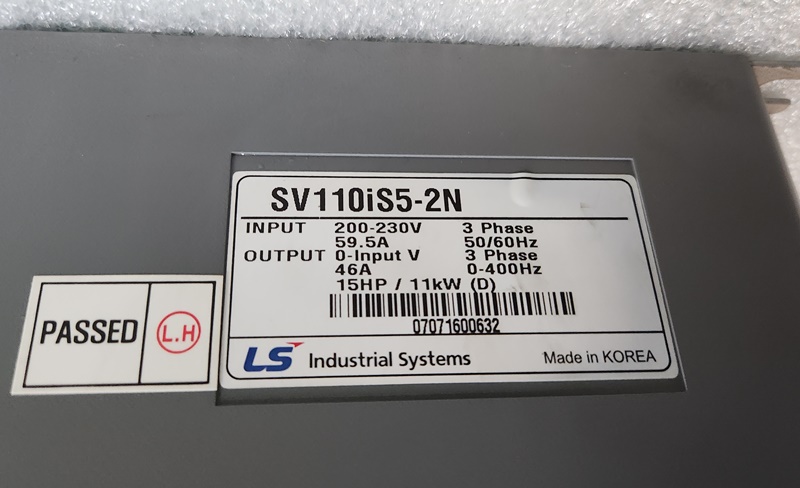 SV110iS5-2N
INPUT 200-230V 3 Phase
59.5A 50/60Hz
OUTPUT 0-Input V 3 Phase
46A 0-400Hz
15HP / 11kW (D)
07071600632
LS Industrial Systems Made in KOREA
PASSED L.H